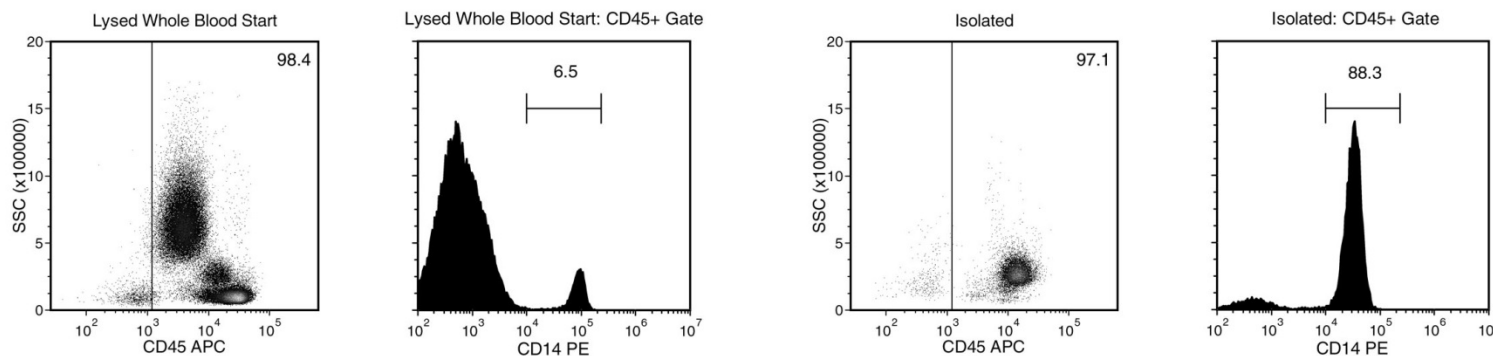 Lysed Whole Blood Start
98.4
20
15
10
5
0
SSC (x100000)
10^2 10^3 10^4 10^5
CD45 APC
Lysed Whole Blood Start: CD45+ Gate
6.5
10^2 10^3 10^4 10^5 10^6 10^7
CD14 PE
Isolated
97.1
20
15
10
5
0
SSC (x100000)
10^2 10^3 10^4 10^5
CD45 APC
Isolated: CD45+ Gate
88.3
10^2 10^3 10^4 10^5 10^6 10^7
CD14 PE